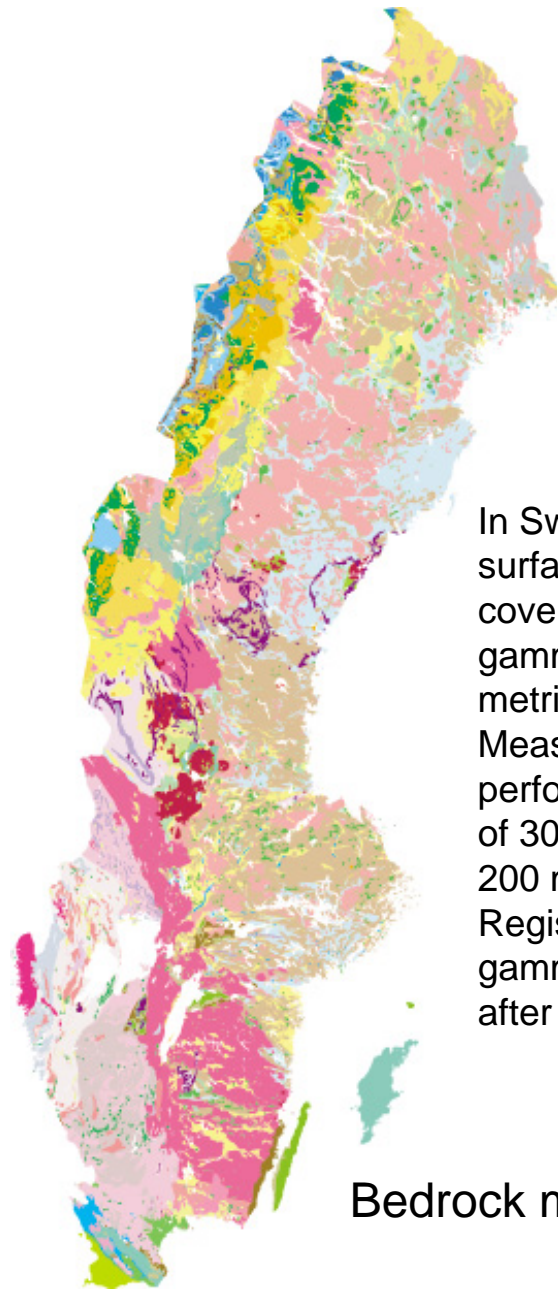 In Sw
surfa
cove
gamm
metri
Meas
perfo
of 30
200
Regis
gamm
after
Bedrock